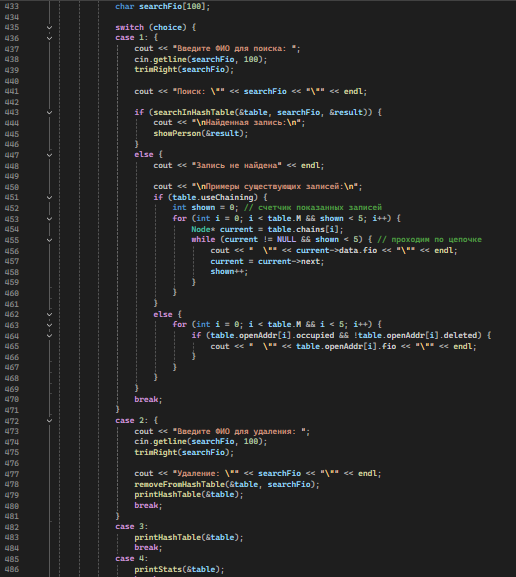 433 char searchFio[100];
434
435 switch (choice) {
436 case 1: {
437 cout << "Введите ФИО для поиска: ";
438 cin.getline(searchFio, 100);
439 trimRight(searchFio);
440
441 cout << "Поиск: \"" << searchFio << "\"" << endl;
442
443 if (searchInHashTable(&table, searchFio, &result)) {
444 cout << "\nНайденная запись:\n";
445 showPerson(&result);
446 }
447 else {
448 cout << "Запись не найдена" << endl;
449
450 cout << "\nПримеры существующих записей:\n";
451 if (table.useChaining) {
452 int shown = 0; // счетчик показанных записей
453 for (int i = 0; i < table.M && shown < 5; i++) {
454 Node* current = table.chains[i];
455 while (current != NULL && shown < 5) { // проходим по цепочке
456 cout << "  \"" << current->data.fio << "\"" << endl;
457 current = current->next;
458 shown++;
459 }
460 }
461 }
462 else {
463 for (int i = 0; i < table.M && i < 5; i++) {
464 if (table.openAddr[i].occupied && !table.openAddr[i].deleted) {
465 cout << "  \"" << table.openAddr[i].fio << "\"" << endl;
466 }
467 }
468 }
469 }
470 break;
471 }
472 case 2: {
473 cout << "Введите ФИО для удаления: ";
474 cin.getline(searchFio, 100);
475 trimRight(searchFio);
476
477 cout << "Удаление: \"" << searchFio << "\"" << endl;
478 removeFromHashTable(&table, searchFio);
479 printHashTable(&table);
480 break;
481 }
482 case 3:
483 printHashTable(&table);
484 break;
485 case 4:
486 printStats(&table);